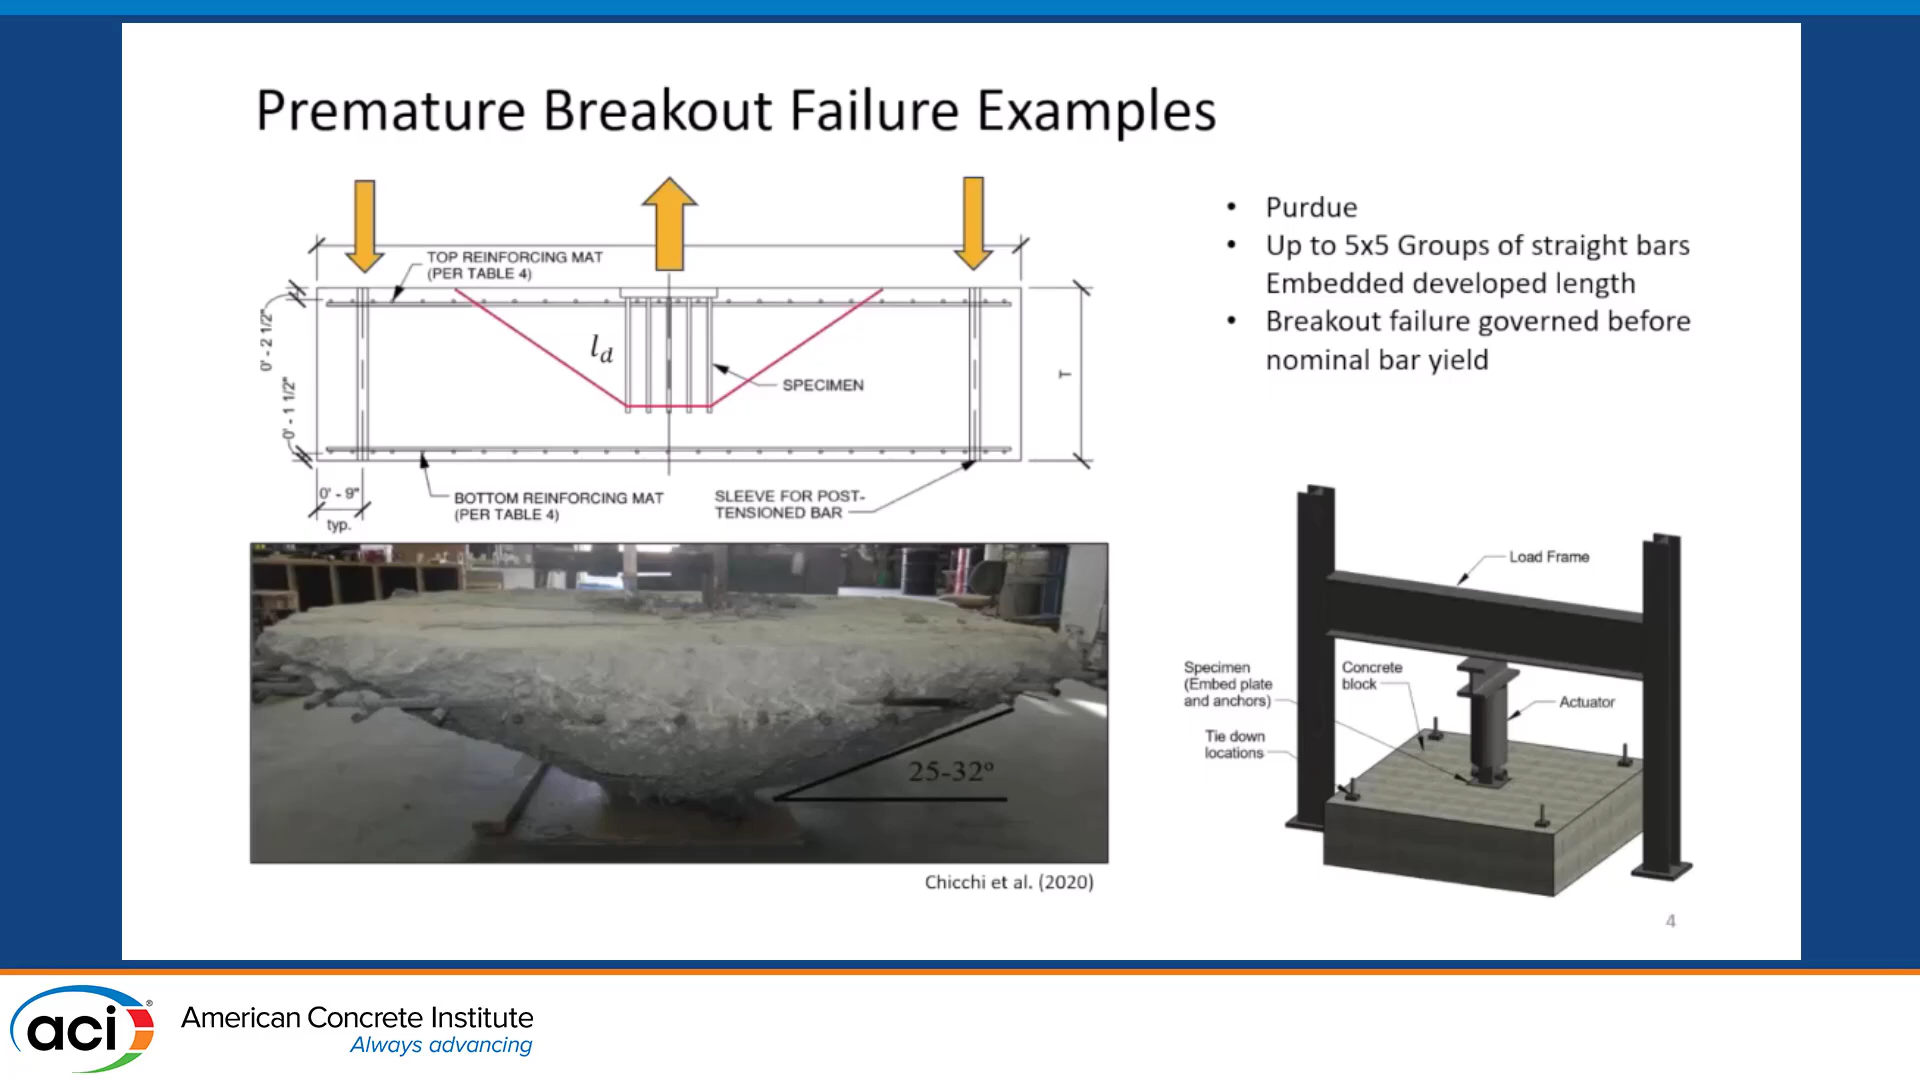 Premature Breakout Failure Examples
TOP REINFORCING MAT
(PER TABLE 4)
0' - 2 1/2"
0' - 1 1/2"
l_d
SPECIMEN
T
0' - 9"
typ.
BOTTOM REINFORCING MAT
(PER TABLE 4)
SLEEVE FOR POST-
TENSIONED BAR
25-32°
Chicchi et al. (2020)
• Purdue
• Up to 5x5 Groups of straight bars
Embedded developed length
• Breakout failure governed before
nominal bar yield
Load Frame
Specimen
(Embed plate
and anchors)
Concrete
block
Actuator
Tie down
locations
4
aci®
American Concrete Institute
Always advancing